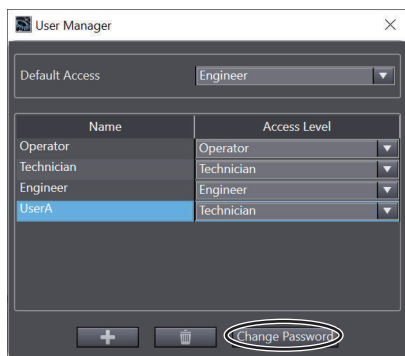 User Manager
Default Access Engineer
Name Access Level
Operator Operator
Technician Technician
Engineer Engineer
UserA Technician
Change Password